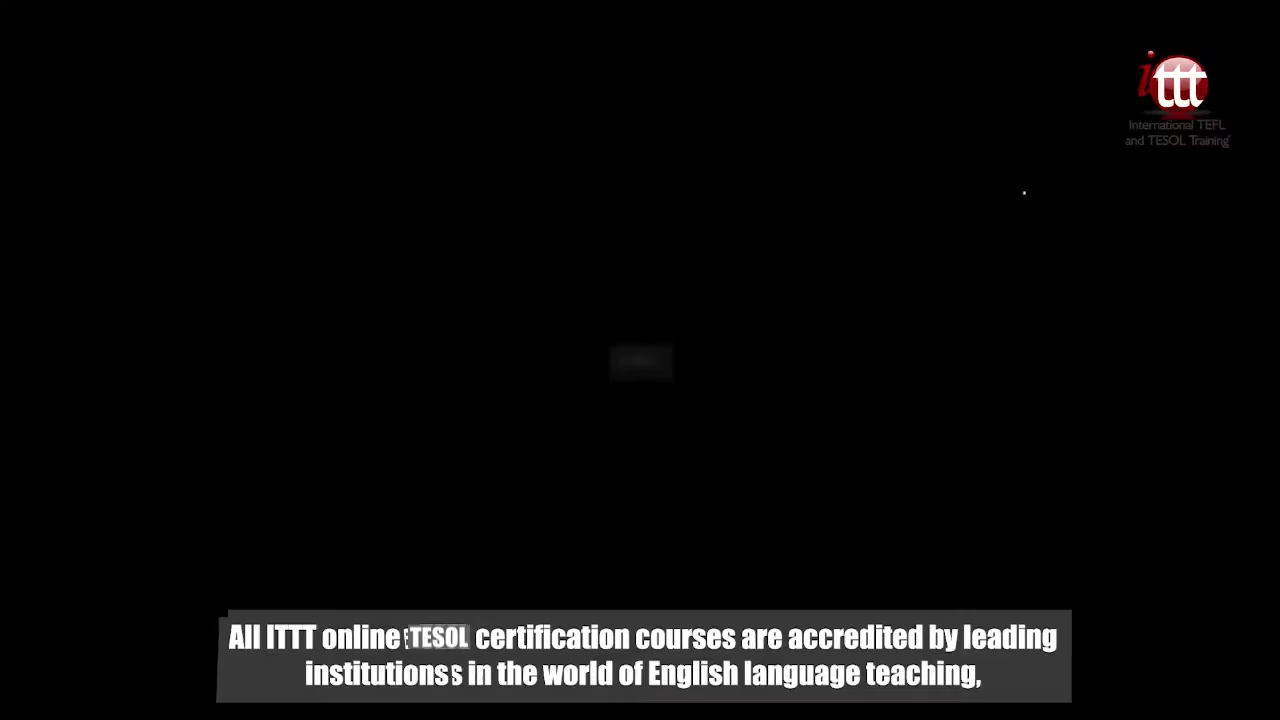 ittt
International TEFL
and TESOL Training
All ITTT online TESOL certification courses are accredited by leading
institutions in the world of English language teaching,